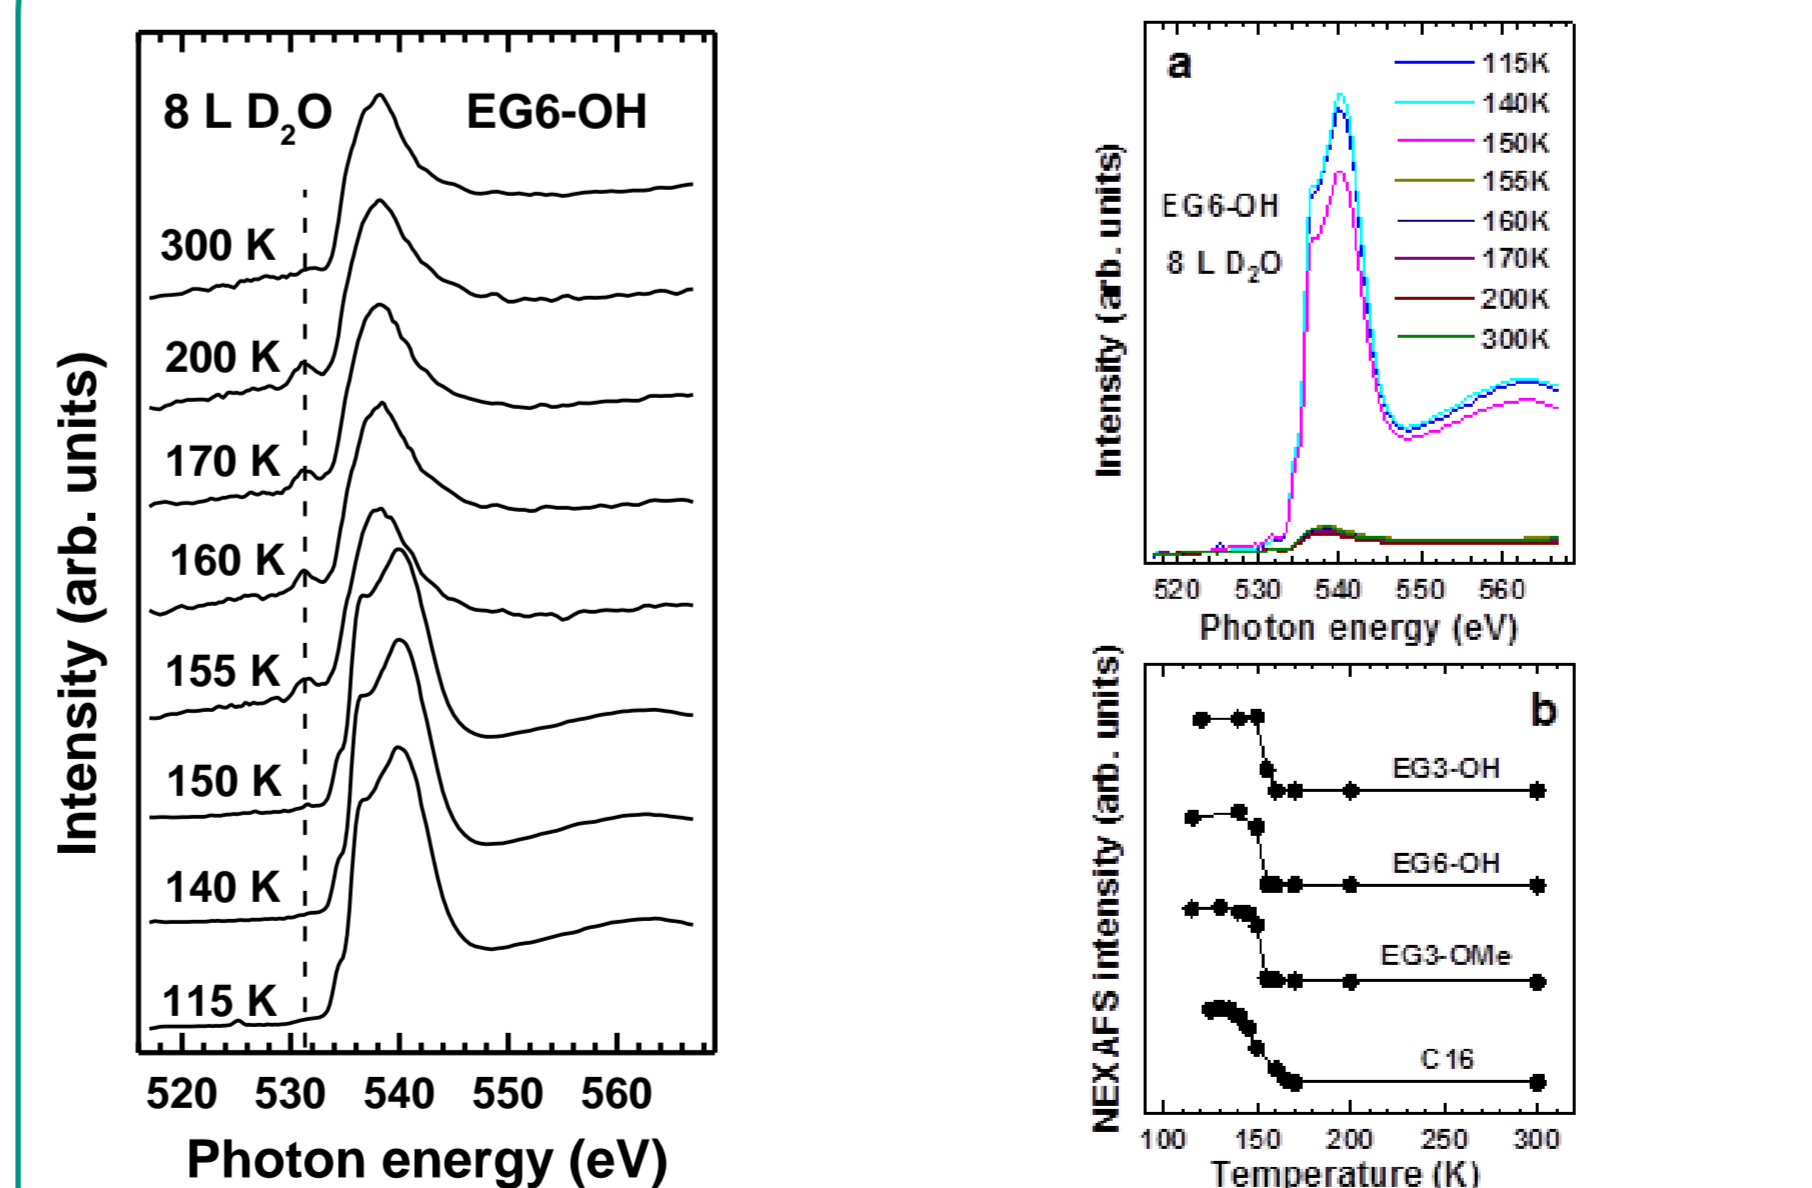 8 L D₂O EG6-OH
300 K
200 K
170 K
160 K
155 K
150 K
140 K
115 K
520 530 540 550 560
Photon energy (eV)
Intensity (arb. units)
a
115K
140K
150K
155K
160K
170K
200K
300K
EG6-OH
8 L D₂O
520 530 540 550 560
Photon energy (eV)
Intensity (arb. units)
b
EG3-OH
EG6-OH
EG3-OMe
C16
100 150 200 250 300
Temperature (K)
NEXAFS intensity (arb. units)